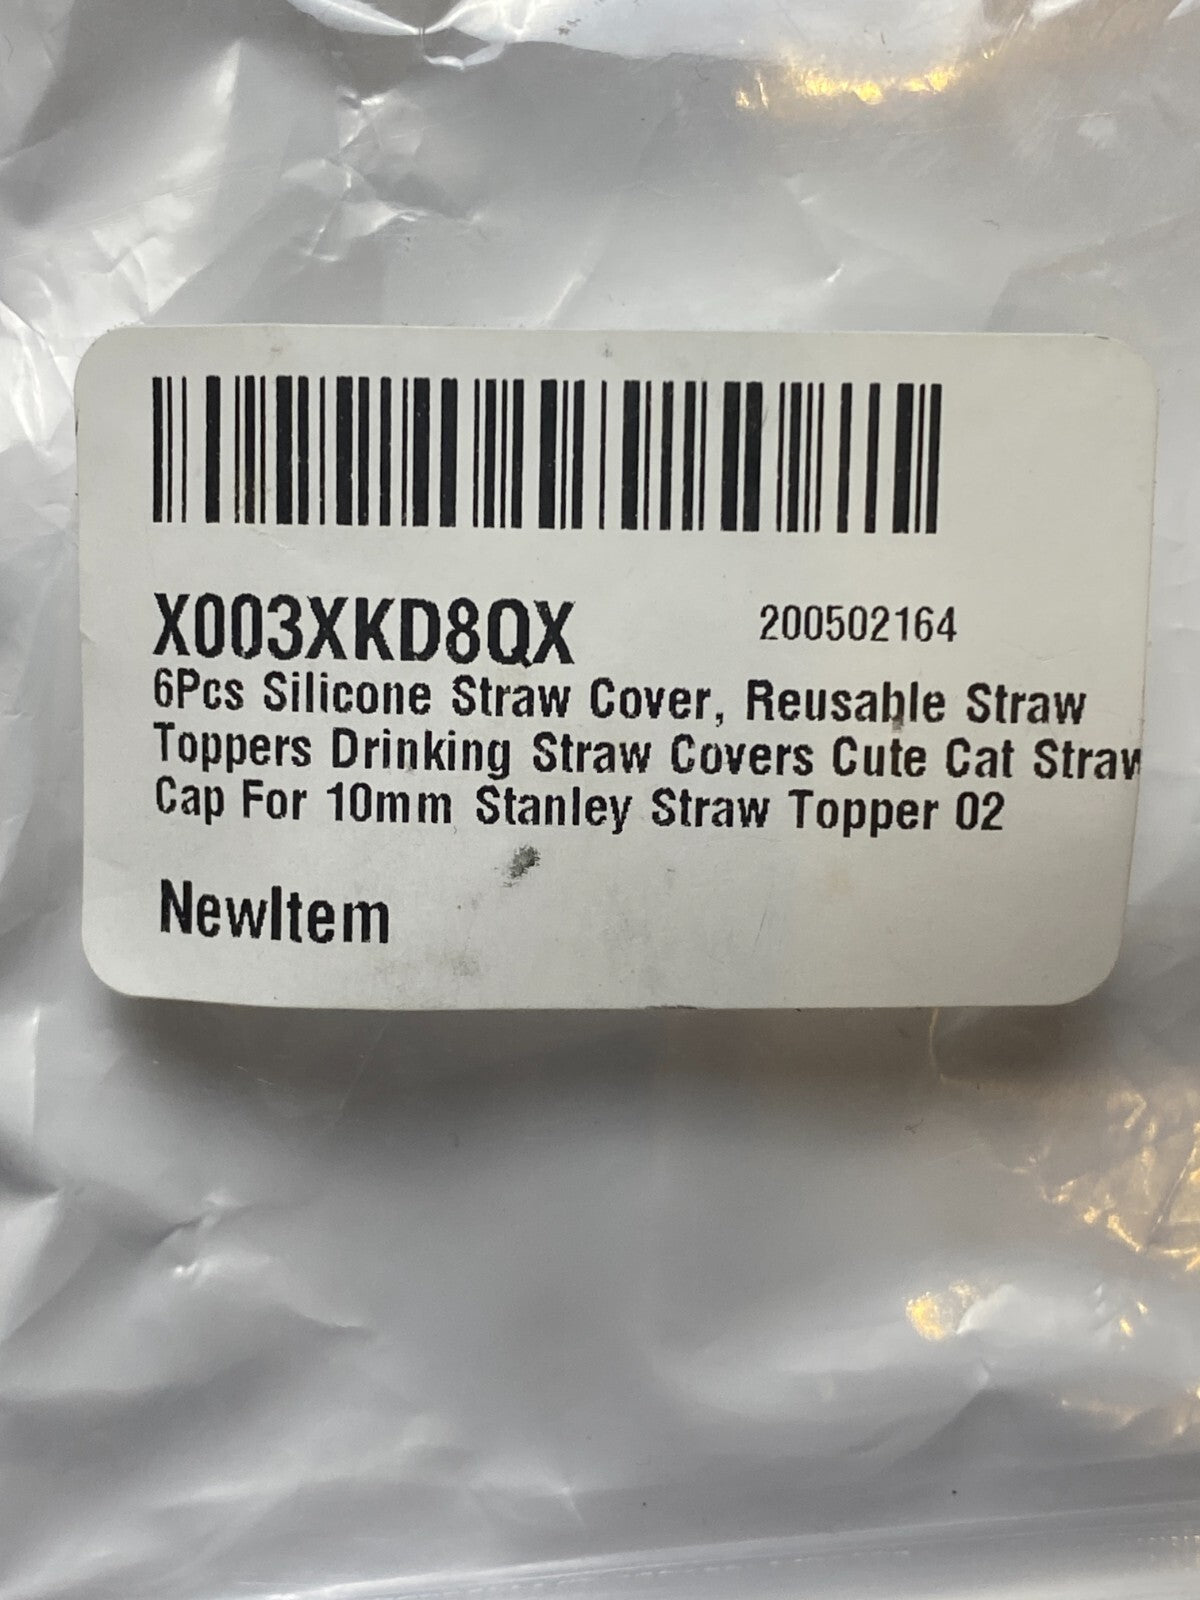 X003XKD8QX 200502164
6Pcs Silicone Straw Cover, Reusable Straw
Toppers Drinking Straw Covers Cute Cat Straw
Cap For 10mm Stanley Straw Topper 02
NewItem